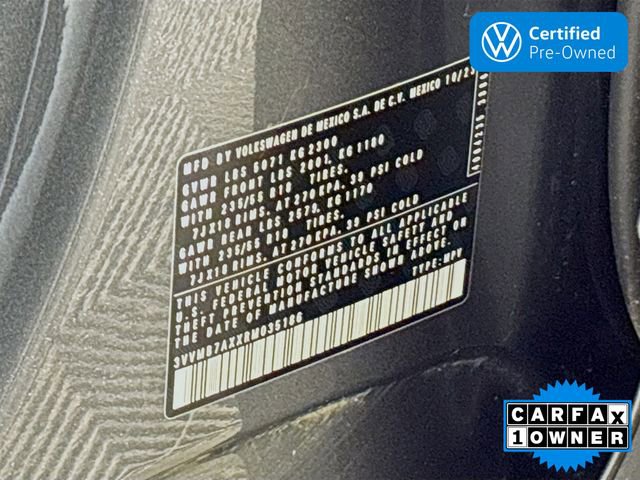 Certified
Pre-Owned
MFD BY VOLKSWAGEN DE MEXICO S.A. DE C.V. MEXICO 10/23
GVWR LBS 5071 KG 2300
GAWR FRONT LBS 2601, KG 1180
WITH 235/55 R18 TIRES,
7JX18 RIMS, AT 270 KPA, 39 PSI COLD
GAWR REAR LBS 2579, KG 1170
WITH 235/55 R18 TIRES,
7JX18 RIMS, AT 270 KPA, 39 PSI COLD
THIS VEHICLE CONFORMS TO ALL APPLICABLE
U.S. FEDERAL MOTOR VEHICLE SAFETY AND
THEFT PREVENTION STANDARDS IN EFFECT ON
THE DATE OF MANUFACTURE SHOWN ABOVE.
3VVMB7AXXRM035186 TYPE: MPV
CARFAX
1 OWNER